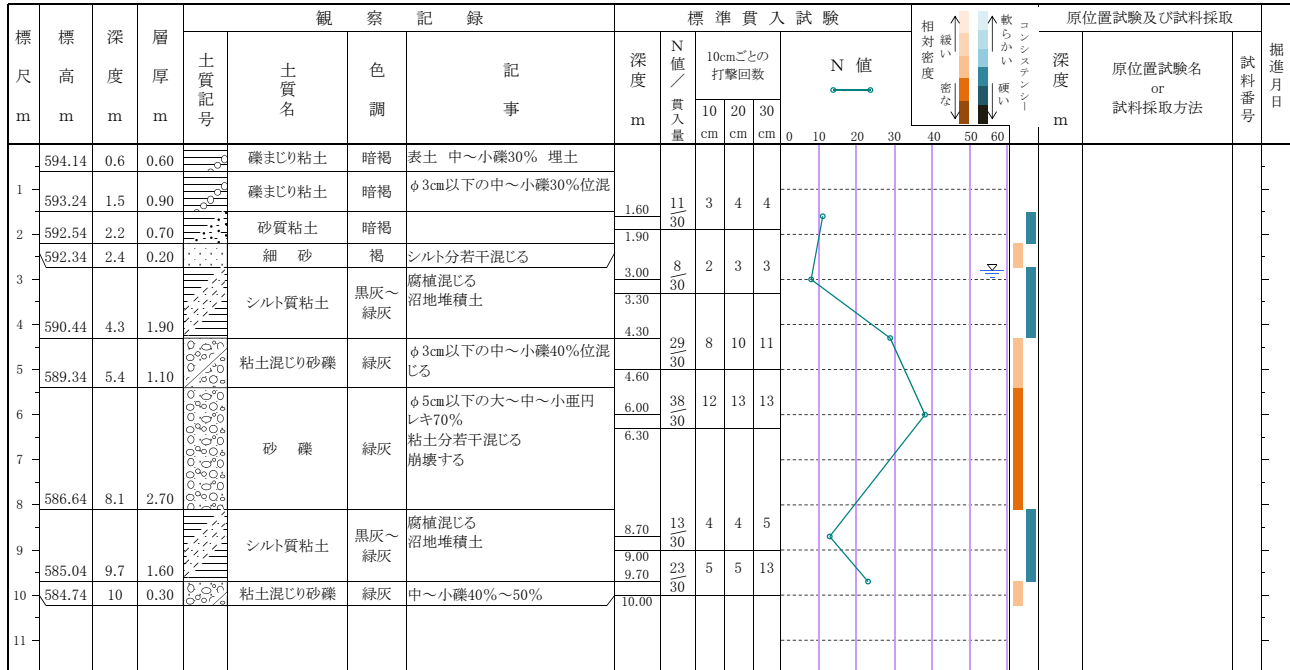 観 察 記 録
標 準 貫 入 試 験
原位置試験及び試料採取
標尺 m
標高 m
深度 m
層厚 m
土質記号
土質名
色調
記事
深度 m
N値／貫入量
10cmごとの
打撃回数
10 cm
20 cm
30 cm
N 値
0 10 20 30 40 50 60
相対密度
緩い
密な
軟らかい
硬い
コンシステンシー
深度 m
原位置試験名
or
試料採取方法
試料番号
掘進月日
594.14 0.6 0.60 礫まじり粘土 暗褐 表土 中～小礫30% 埋土
1
593.24 1.5 0.90 礫まじり粘土 暗褐 φ3cm以下の中～小礫30%位混
1.60 11/30 3 4 4
1.90
2
592.54 2.2 0.70 砂質粘土 暗褐
592.34 2.4 0.20 細 砂 褐 シルト分若干混じる
3.00 8/30 2 3 3
3.30
3
590.44 4.3 1.90 シルト質粘土 黒灰～緑灰 腐植混じる
沼地堆積土
4
4.30 29/30 8 10 11
4.60
5
589.34 5.4 1.10 粘土混じり砂礫 緑灰 φ3cm以下の中～小礫40%位混
じる
6.00 38/30 12 13 13
6.30
6
7
8
586.64 8.1 2.70 砂 礫 緑灰 φ5cm以下の大～中～小亜円
レキ70%
粘土分若干混じる
崩壊する
8.70 13/30 4 4 5
9.00
9
585.04 9.7 1.60 シルト質粘土 黒灰～緑灰 腐植混じる
沼地堆積土
9.70 23/30 5 5 13
10.00
10
584.74 10 0.30 粘土混じり砂礫 緑灰 中～小礫40%～50%
11